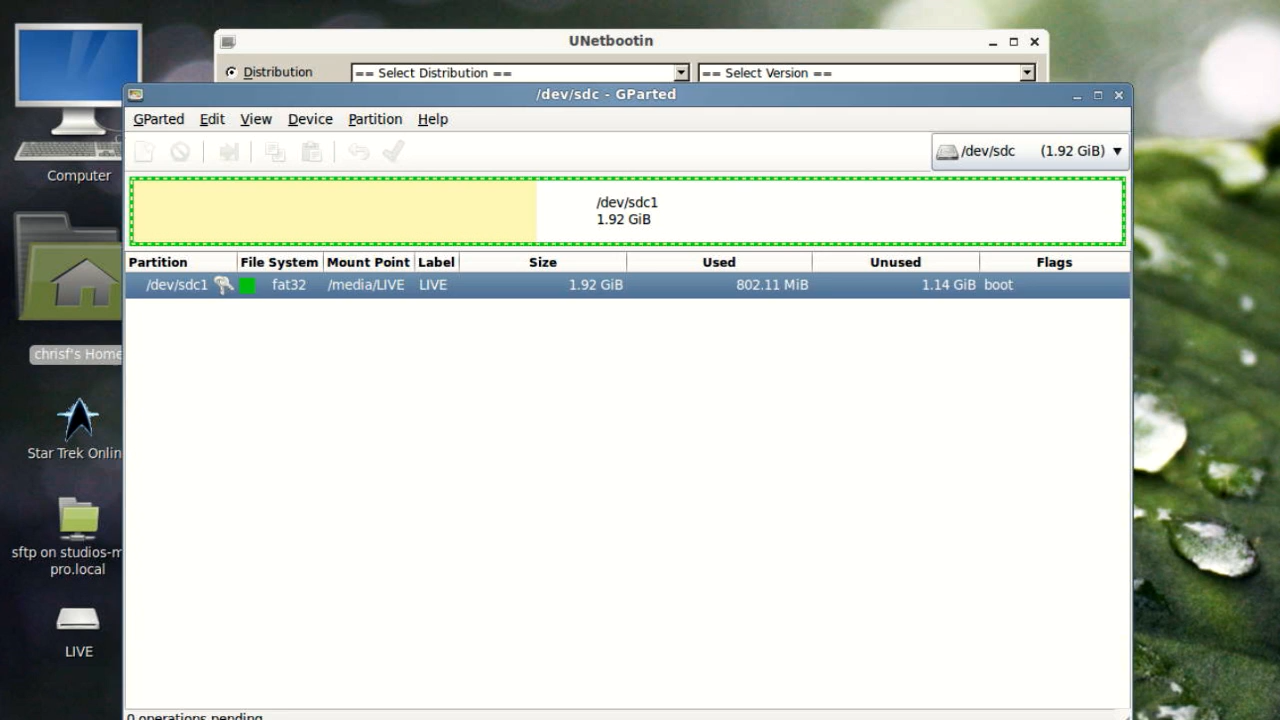 UNetbootin
Distribution
== Select Distribution ==
== Select Version ==
/dev/sdc - GParted
GParted Edit View Device Partition Help
/dev/sdc (1.92 GiB)
/dev/sdc1
1.92 GiB
Partition File System Mount Point Label Size Used Unused Flags
/dev/sdc1 fat32 /media/LIVE LIVE 1.92 GiB 802.11 MiB 1.14 GiB boot
0 operations pending
Computer
chrisf's Home
Star Trek Onlin
sftp on studios-m
pro.local
LIVE